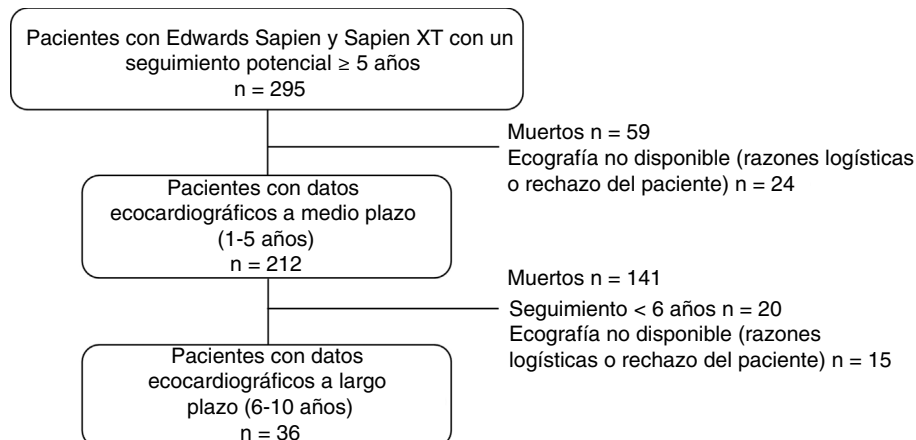 Pacientes con Edwards Sapien y Sapien XT con un
seguimiento potencial ≥ 5 años
n = 295
Muertos n = 59
Ecografía no disponible (razones logísticas
o rechazo del paciente) n = 24
Pacientes con datos
ecocardiográficos a medio plazo
(1-5 años)
n = 212
Muertos n = 141
Seguimiento < 6 años n = 20
Ecografía no disponible (razones
logísticas o rechazo del paciente) n = 15
Pacientes con datos
ecocardiográficos a largo
plazo (6-10 años)
n = 36